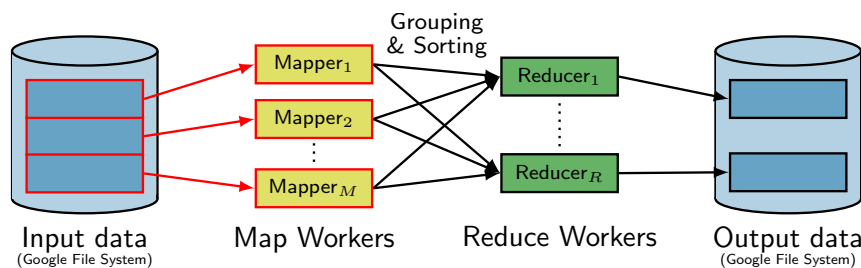 Grouping
& Sorting
Mapper₁
Mapper₂
Mapper_M
Reducer₁
Reducer_R
Input data
(Google File System)
Map Workers
Reduce Workers
Output data
(Google File System)